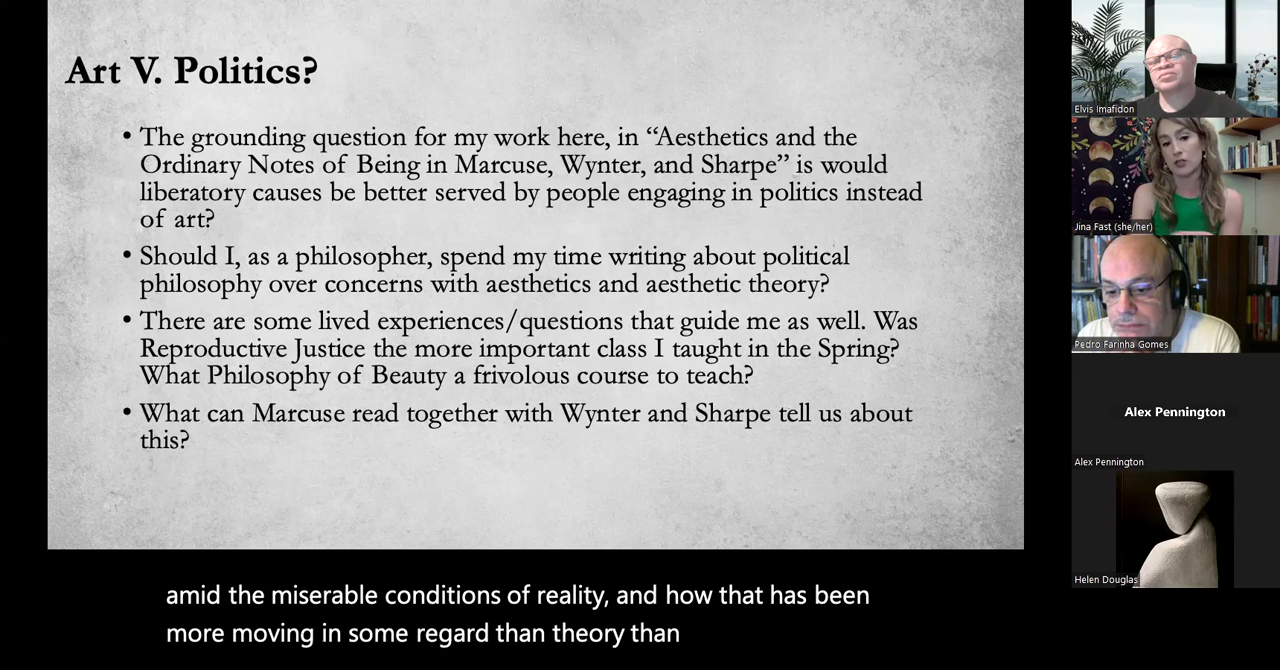 Art V. Politics?
• The grounding question for my work here, in “Aesthetics and the
Ordinary Notes of Being in Marcuse, Wynter, and Sharpe” is would
liberatory causes be better served by people engaging in politics instead
of art?
• Should I, as a philosopher, spend my time writing about political
philosophy over concerns with aesthetics and aesthetic theory?
• There are some lived experiences/questions that guide me as well. Was
Reproductive Justice the more important class I taught in the Spring?
What Philosophy of Beauty a frivolous course to teach?
• What can Marcuse read together with Wynter and Sharpe tell us about
this?
amid the miserable conditions of reality, and how that has been
more moving in some regard than theory than
Elvis Imafidon
Jina Fast (she/her)
Pedro Farinha Gomes
Alex Pennington
Alex Pennington
Helen Douglas